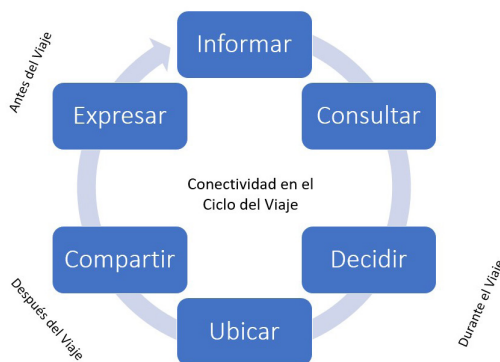 Informar
Antes del Viaje
Expresar
Consultar
Conectividad en el
Ciclo del Viaje
Compartir
Decidir
Después del Viaje
Ubicar
Durante el Viaje